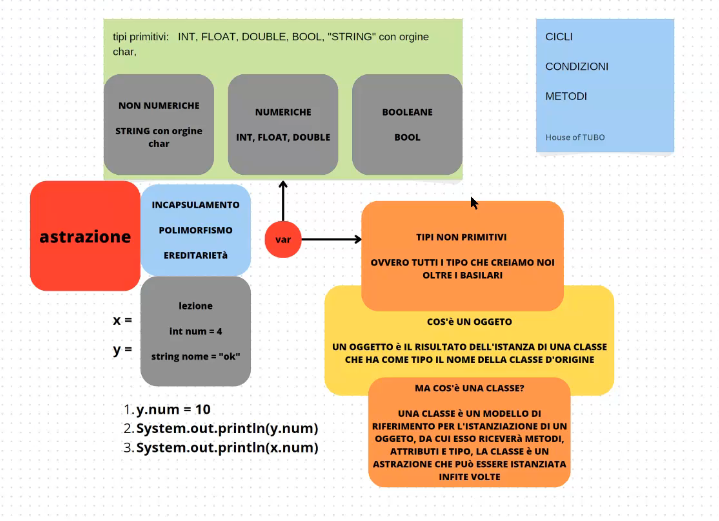 tipi primitivi: INT, FLOAT, DOUBLE, BOOL, "STRING" con orgine
char,
NON NUMERICHE
STRING con orgine
char
NUMERICHE
INT, FLOAT, DOUBLE
BOOLEANE
BOOL
CICLI
CONDIZIONI
METODI
House of TUBO
astrazione
INCAPSULAMENTO
POLIMORFISMO
EREDITARIETà
var
TIPI NON PRIMITIVI
OVVERO TUTTI I TIPO CHE CREIAMO NOI
OLTRE I BASILARI
lezione
int num = 4
string nome = "ok"
x =
y =
COS'è UN OGGETO
UN OGGETTO è IL RISULTATO DELL'ISTANZA DI UNA CLASSE
CHE HA COME TIPO IL NOME DELLA CLASSE D'ORIGINE
MA COS'è UNA CLASSE?
UNA CLASSE è UN MODELLO DI
RIFERIMENTO PER L'ISTANZIAZIONE DI UN
OGGETO, DA CUI ESSO RICEVERà METODI,
ATTRIBUTI E TIPO, LA CLASSE è UN
ASTRAZIONE CHE PUò ESSERE ISTANZIATA
INFITE VOLTE
1. y.num = 10
2. System.out.println(y.num)
3. System.out.println(x.num)